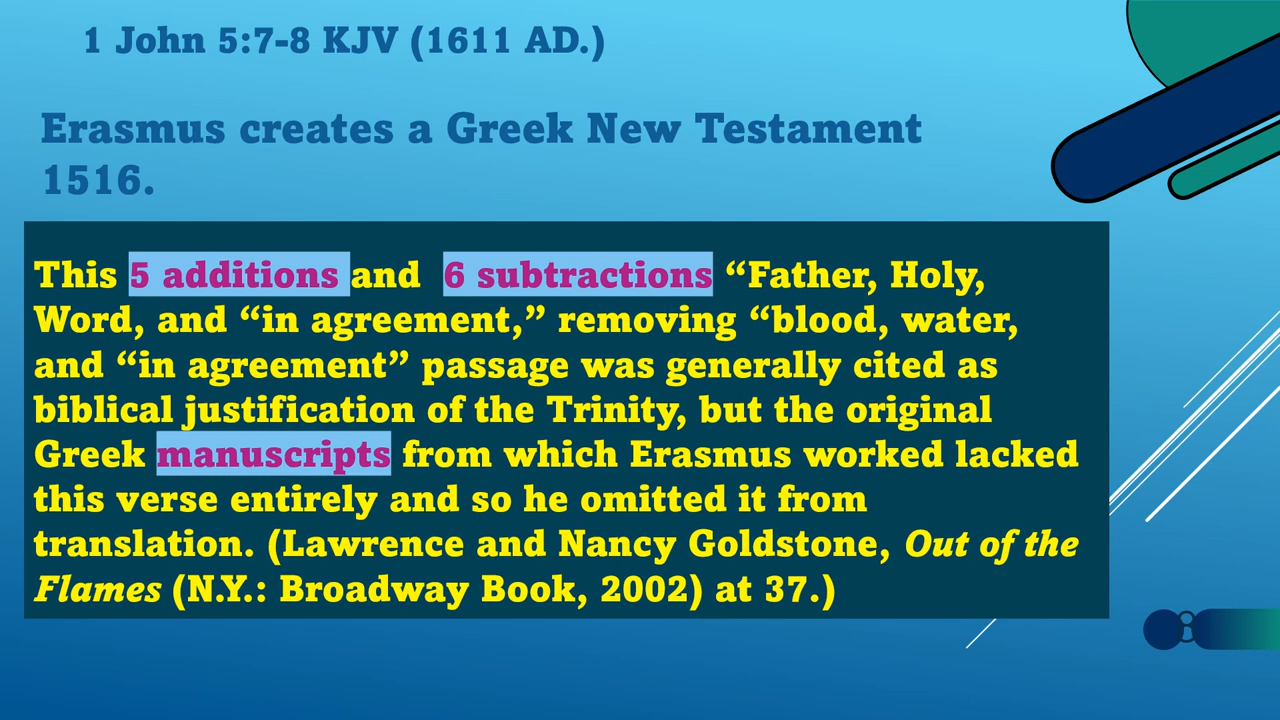 1 John 5:7-8 KJV (1611 AD.)
Erasmus creates a Greek New Testament
1516.
This 5 additions and 6 subtractions “Father, Holy,
Word, and “in agreement,” removing “blood, water,
and “in agreement” passage was generally cited as
biblical justification of the Trinity, but the original
Greek manuscripts from which Erasmus worked lacked
this verse entirely and so he omitted it from
translation. (Lawrence and Nancy Goldstone, Out of the
Flames (N.Y.: Broadway Book, 2002) at 37.)